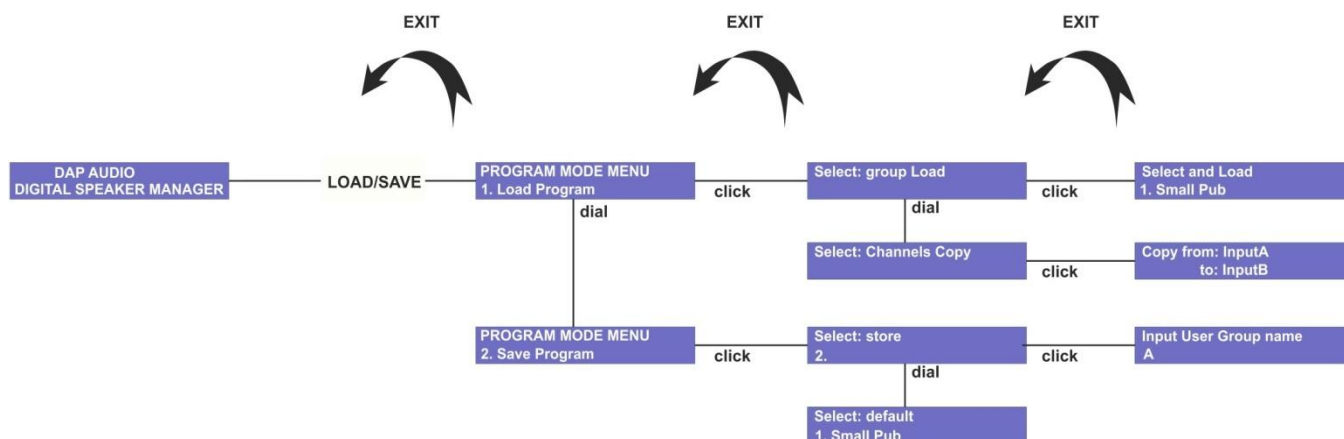 EXIT
EXIT
EXIT
DAP AUDIO
DIGITAL SPEAKER MANAGER
LOAD/SAVE
PROGRAM MODE MENU
1. Load Program
click
Select: group Load
click
Select and Load
1. Small Pub
dial
dial
Select: Channels Copy
click
Copy from: InputA
to: InputB
PROGRAM MODE MENU
2. Save Program
click
Select: store
2.
click
Input User Group name
A
dial
Select: default
1. Small Pub